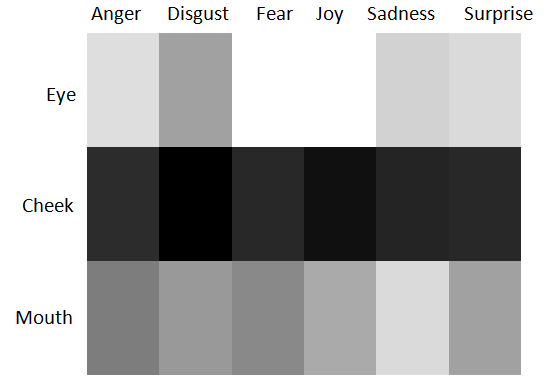 Anger Disgust Fear Joy Sadness Surprise
Eye
Cheek
Mouth